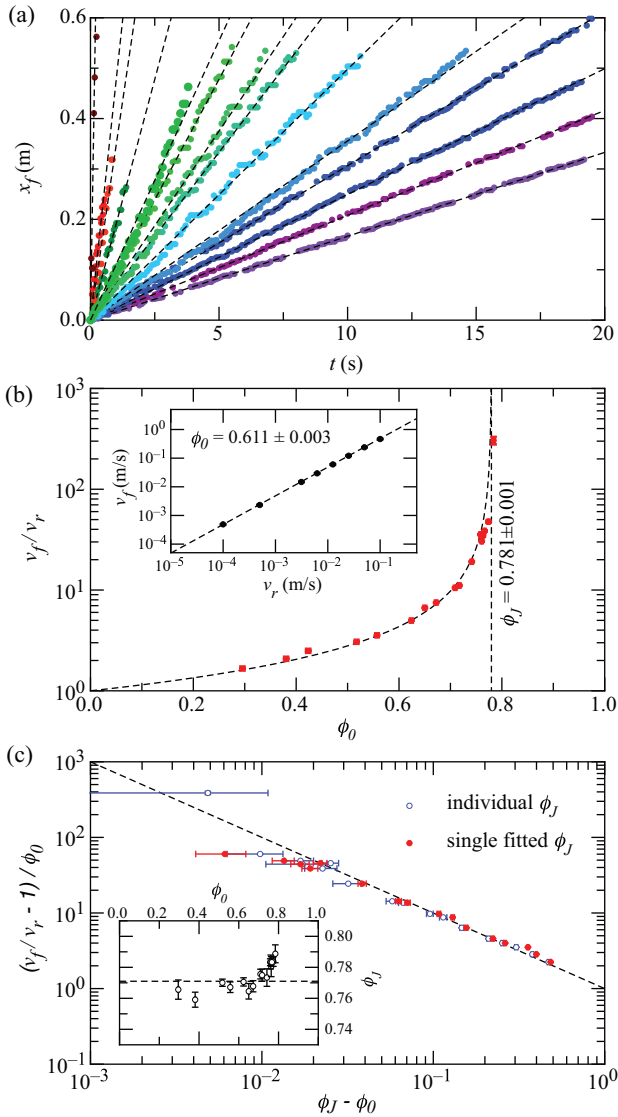 (a)
0.6
0.4
0.2
0.0
x_f (m)
0 5 10 15 20
t (s)
(b)
10^3
10^2
10^1
10^0
v_f/v_r
ϕ_0 = 0.611 ± 0.003
10^0
10^-1
10^-2
10^-3
10^-4
v_f (m/s)
10^-5 10^-3 10^-1
v_r (m/s)
ϕ_J = 0.781±0.001
0.0 0.2 0.4 0.6 0.8 1.0
ϕ_0
(c)
10^3
10^2
10^1
10^0
10^-1
(v_f/v_r - 1) / ϕ_0
individual ϕ_J
single fitted ϕ_J
ϕ_0
0.0 0.2 0.4 0.6 0.8 1.0
0.80
0.78
0.76
0.74
ϕ_J
10^-3 10^-2 10^-1 10^0
ϕ_J - ϕ_0